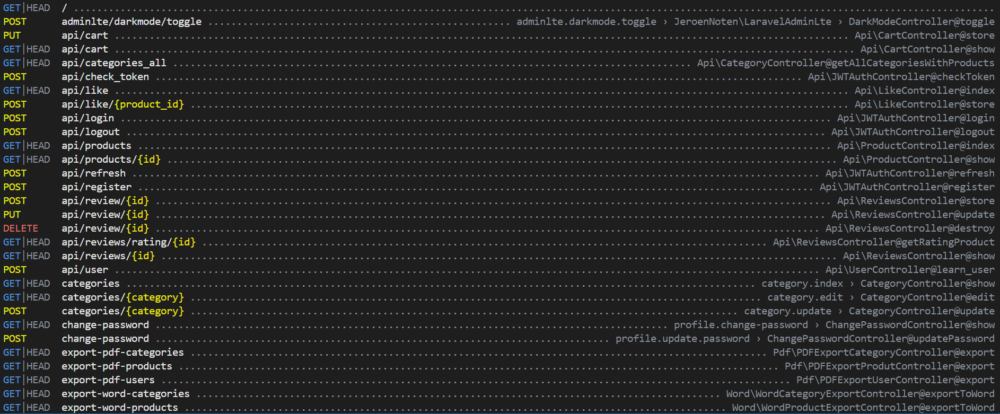 GET|HEAD / ........................................................................................................................................................
POST adminlte/darkmode/toggle .................................................... adminlte.darkmode.toggle › JeroenNoten\LaravelAdminLte › DarkModeController@toggle
PUT api/cart ............................................................................................................................. Api\CartController@store
GET|HEAD api/cart .............................................................................................................................. Api\CartController@show
GET|HEAD api/categories_all ......................................................................................... Api\CategoryController@getAllCategoriesWithProducts
POST api/check_token ............................................................................................................... Api\JWTAuthController@checkToken
GET|HEAD api/like ............................................................................................................................. Api\LikeController@index
POST api/like/{product_id} ................................................................................................................ Api\LikeController@store
POST api/login ......................................................................................................................... Api\JWTAuthController@login
POST api/logout ....................................................................................................................... Api\JWTAuthController@logout
GET|HEAD api/products ...................................................................................................................... Api\ProductController@index
GET|HEAD api/products/{id} .................................................................................................................. Api\ProductController@show
POST api/refresh ..................................................................................................................... Api\JWTAuthController@refresh
POST api/register ................................................................................................................... Api\JWTAuthController@register
POST api/review/{id} .................................................................................................................... Api\ReviewsController@store
PUT api/review/{id} ................................................................................................................... Api\ReviewsController@update
DELETE api/review/{id} .................................................................................................................. Api\ReviewsController@destroy
GET|HEAD api/reviews/rating/{id} ................................................................................................. Api\ReviewsController@getRatingProduct
GET|HEAD api/reviews/{id} ................................................................................................................... Api\ReviewsController@show
POST api/user ........................................................................................................................ Api\UserController@learn_user
GET|HEAD categories ............................................................................................................ category.index › CategoryController@show
GET|HEAD categories/{category} .................................................................................................. category.edit › CategoryController@edit
POST categories/{category} .............................................................................................. category.update › CategoryController@update
GET|HEAD change-password ........................................................................................ profile.change-password › ChangePasswordController@show
POST change-password .............................................................................. profile.update.password › ChangePasswordController@updatePassword
GET|HEAD export-pdf-categories ................................................................................................... Pdf\PDFExportCategoryController@export
GET|HEAD export-pdf-products ....................................................................................................... Pdf\PDFExportProdutController@export
GET|HEAD export-pdf-users ............................................................................................................ Pdf\PDFExportUserController@export
GET|HEAD export-word-categories .......................................................................................... Word\WordCategoryExportController@exportToWord
GET|HEAD export-word-products ............................................................................................. Word\WordProductExportController@exportToWord